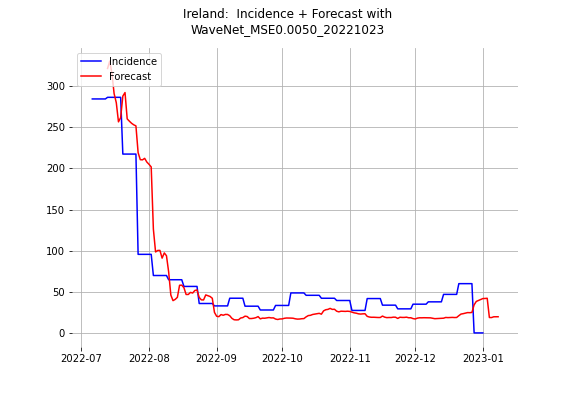 Ireland:  Incidence + Forecast with
WaveNet_MSE0.0050_20221023
Incidence
Forecast
300
250
200
150
100
50
0
2022-07 2022-08 2022-09 2022-10 2022-11 2022-12 2023-01